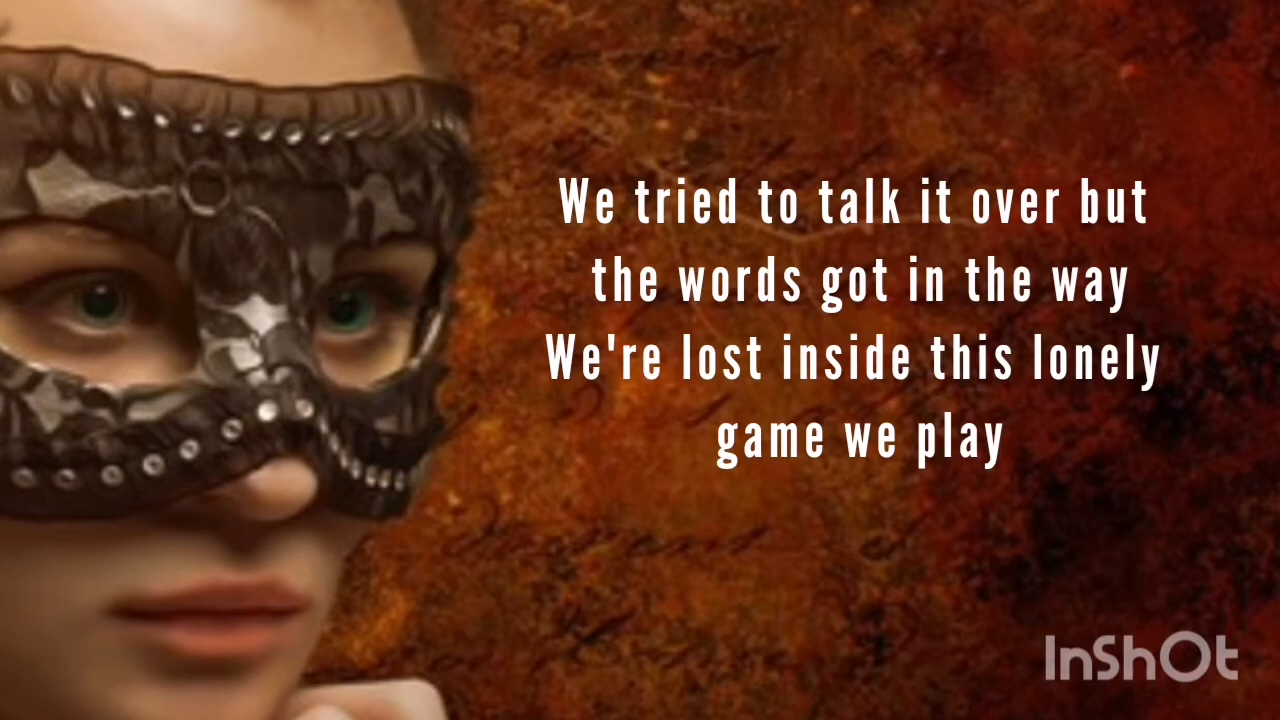 We tried to talk it over but
the words got in the way
We're lost inside this lonely
game we play
InShOt